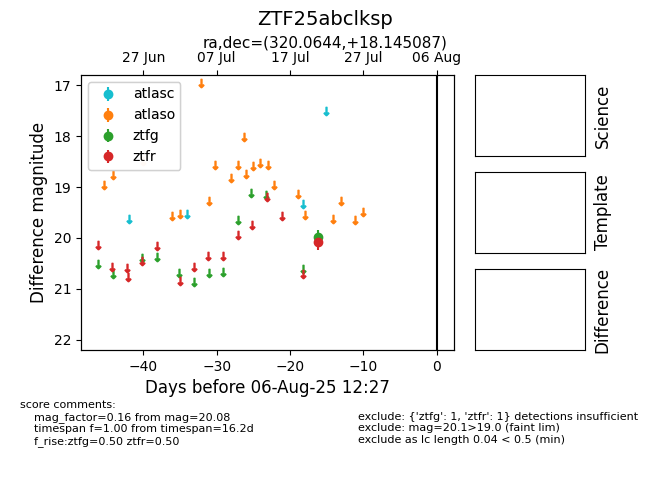 ZTF25abclksp
ra,dec=(320.0644,+18.145087)
27 Jun
07 Jul
17 Jul
27 Jul
06 Aug
atlasc
atlaso
ztfg
ztfr
17
18
19
20
21
22
Difference magnitude
−40
−30
−20
−10
0
Days before 06-Aug-25 12:27
Science
Template
Difference
score comments:
mag_factor=0.16 from mag=20.08
timespan f=1.00 from timespan=16.2d
f_rise:ztfg=0.50 ztfr=0.50
exclude: {'ztfg': 1, 'ztfr': 1} detections insufficient
exclude: mag=20.1>19.0 (faint lim)
exclude as lc length 0.04 < 0.5 (min)